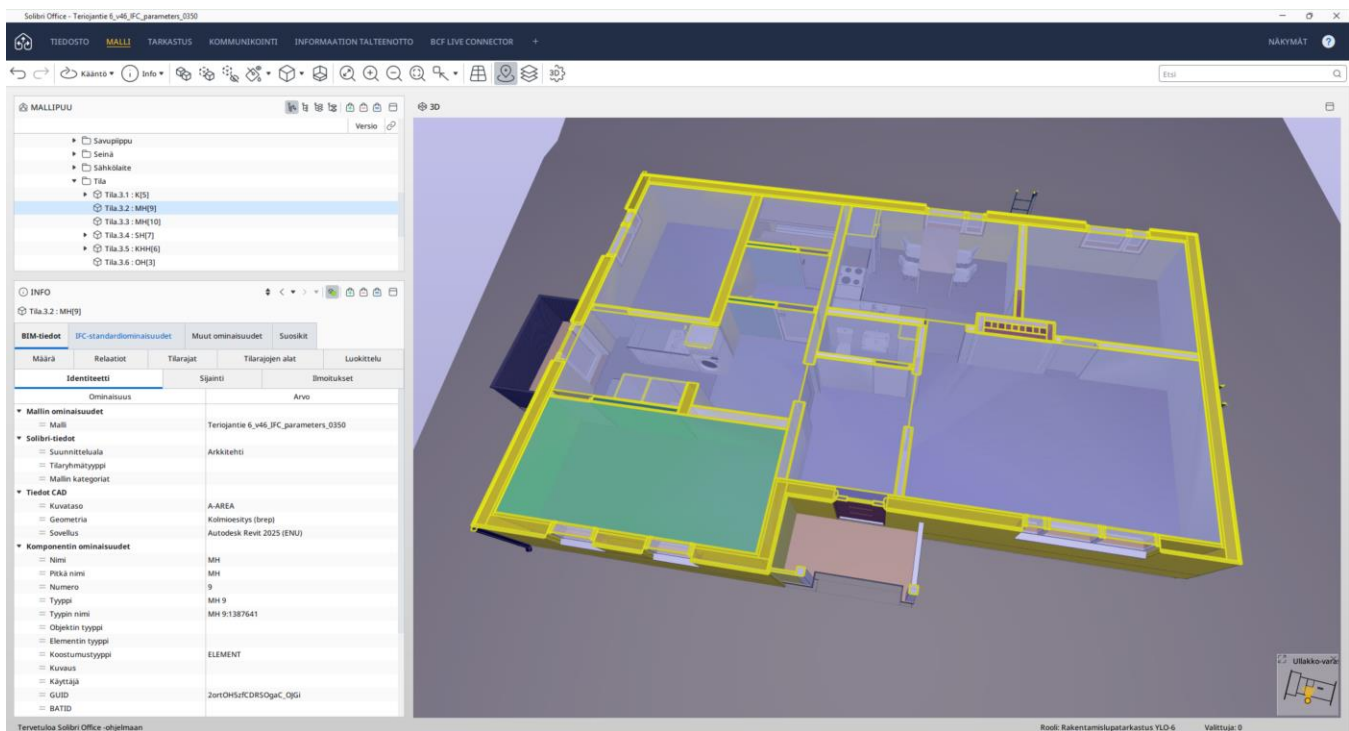 Solibri Office - Teriojantie 6_v46_IFC_parameters_0350
TIEDOSTO MALLI TARKASTUS KOMMUNIKOINTI INFORMAATION TALTEENOTTO BCF LIVE CONNECTOR + NÄKYMÄT ?
Kääntö Info Etsi
MALLIPUU
Versio
Savupiippu
Seinä
Sähkölaite
Tila
Tila.3.1 : K[5]
Tila.3.2 : MH[9]
Tila.3.3 : MH[10]
Tila.3.4 : SH[7]
Tila.3.5 : KHH[6]
Tila.3.6 : OH[3]
INFO
Tila.3.2 : MH[9]
BIM-tiedot IFC-standardiominaisuudet Muut ominaisuudet Suosikit
Määrä Relaatiot Tilarajat Tilarajojen alat Luokittelu
Identiteetti Sijainti Ilmoitukset
Ominaisuus Arvo
Mallin ominaisuudet
Malli Teriojantie 6_v46_IFC_parameters_0350
Solibri-tiedot
Suunnitteluala Arkkitehti
Tilaryhmätyyppi
Mallin kategoriat
Tiedot CAD
Kuvataso A-AREA
Geometria Kolmioesitys (brep)
Sovellus Autodesk Revit 2025 (ENU)
Komponentin ominaisuudet
Nimi MH
Pitkä nimi MH
Numero 9
Tyyppi MH 9
Tyypin nimi MH 9:1387641
Objektin tyyppi
Elementin tyyppi
Koostumustyyppi ELEMENT
Kuvaus
Käyttäjä
GUID 2ortOHSzfCDRSOgaC_OJGi
BATID
3D
Ullakko-varas
Tervetuloa Solibri Office -ohjelmaan Rooli: Rakentamislupatarkastus YLO-6 Valittuja: 0